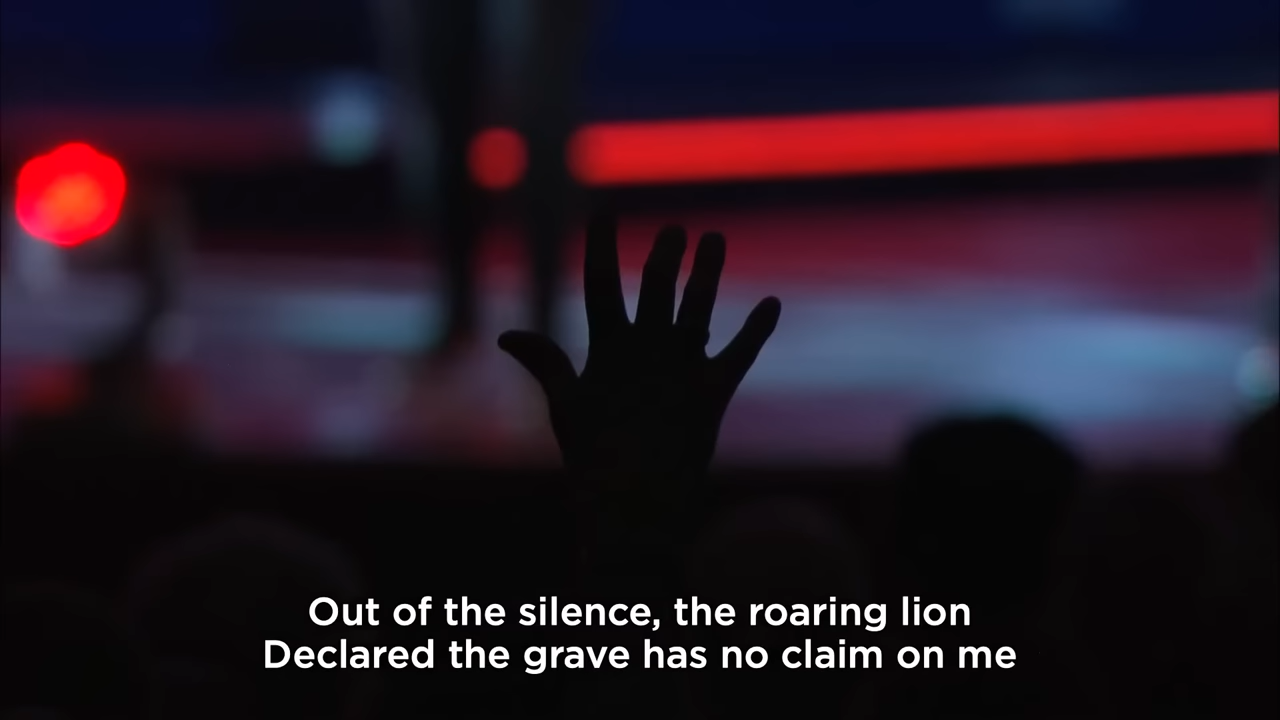 Out of the silence, the roaring lion
Declared the grave has no claim on me